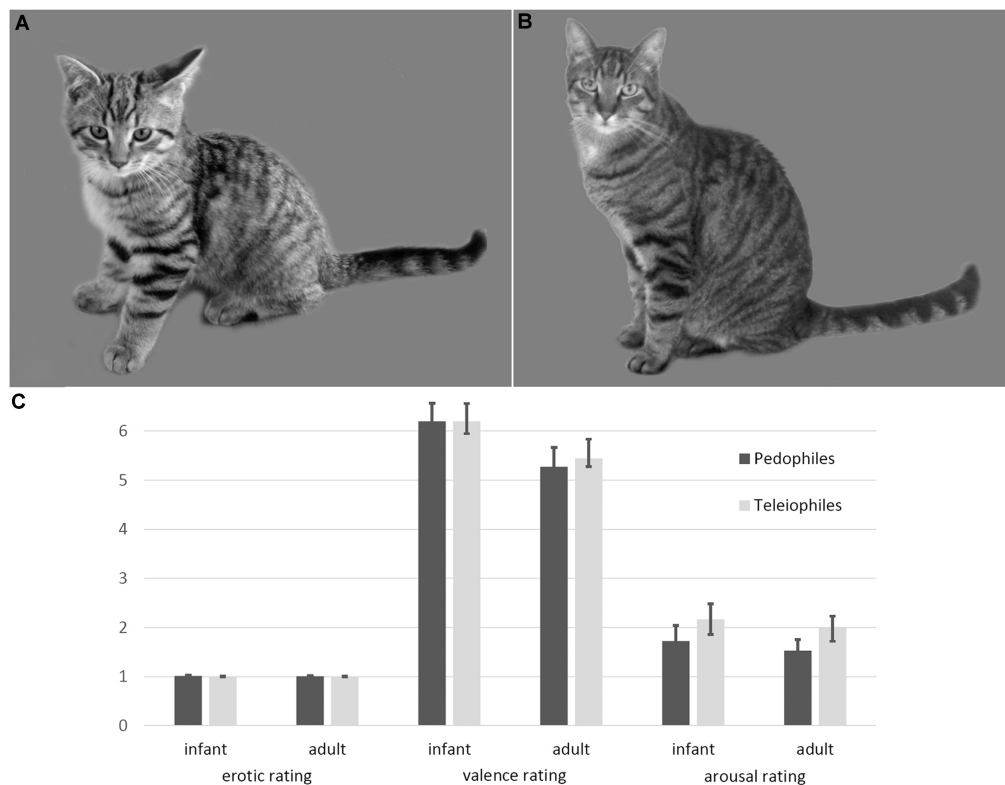 A
B
C
6
5
4
3
2
1
0
Pedophiles
Teleiophiles
infant adult infant adult infant adult
erotic rating valence rating arousal rating